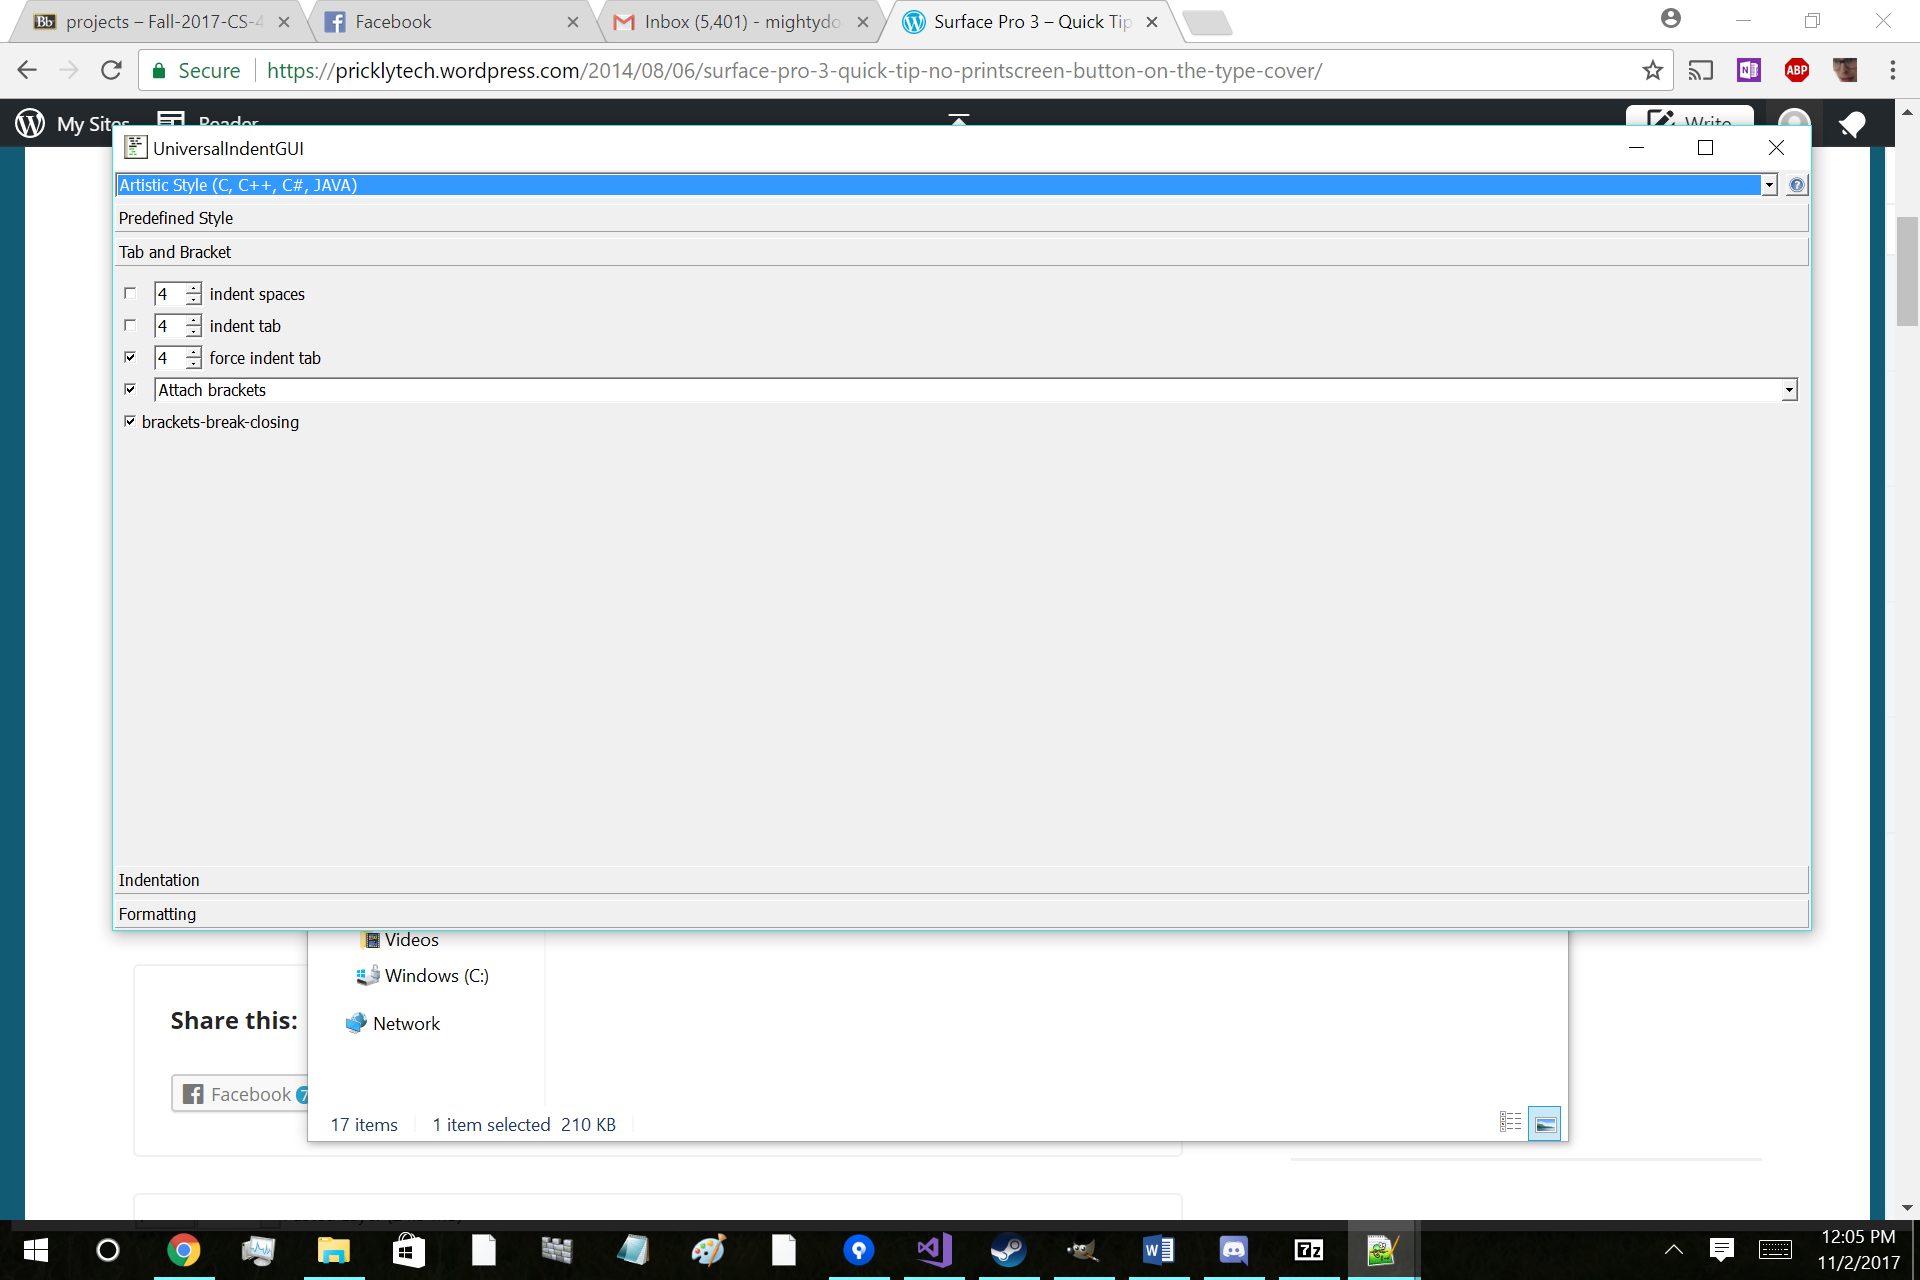 Bb projects – Fall-2017-CS-4
Facebook
Inbox (5,401) - mightydo
Surface Pro 3 – Quick Tip
Secure https://pricklytech.wordpress.com/2014/08/06/surface-pro-3-quick-tip-no-printscreen-button-on-the-type-cover/
N ABP
My Sites Reader Write
UniversalIndentGUI
Artistic Style (C, C++, C#, JAVA)
Predefined Style
Tab and Bracket
4 indent spaces
4 indent tab
4 force indent tab
Attach brackets
brackets-break-closing
Indentation
Formatting
Videos
Windows (C:)
Network
Share this:
Facebook 7
17 items 1 item selected 210 KB
7z
12:05 PM
11/2/2017